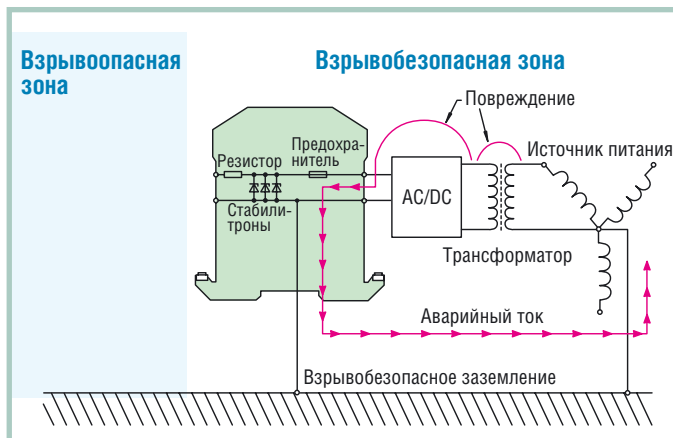 Взрывоопасная
зона
Взрывобезопасная зона
Повреждение
Источник питания
Предохра-
нитель
Резистор
AC/DC
Стабили-
троны
Трансформатор
Аварийный ток
Взрывобезопасное заземление